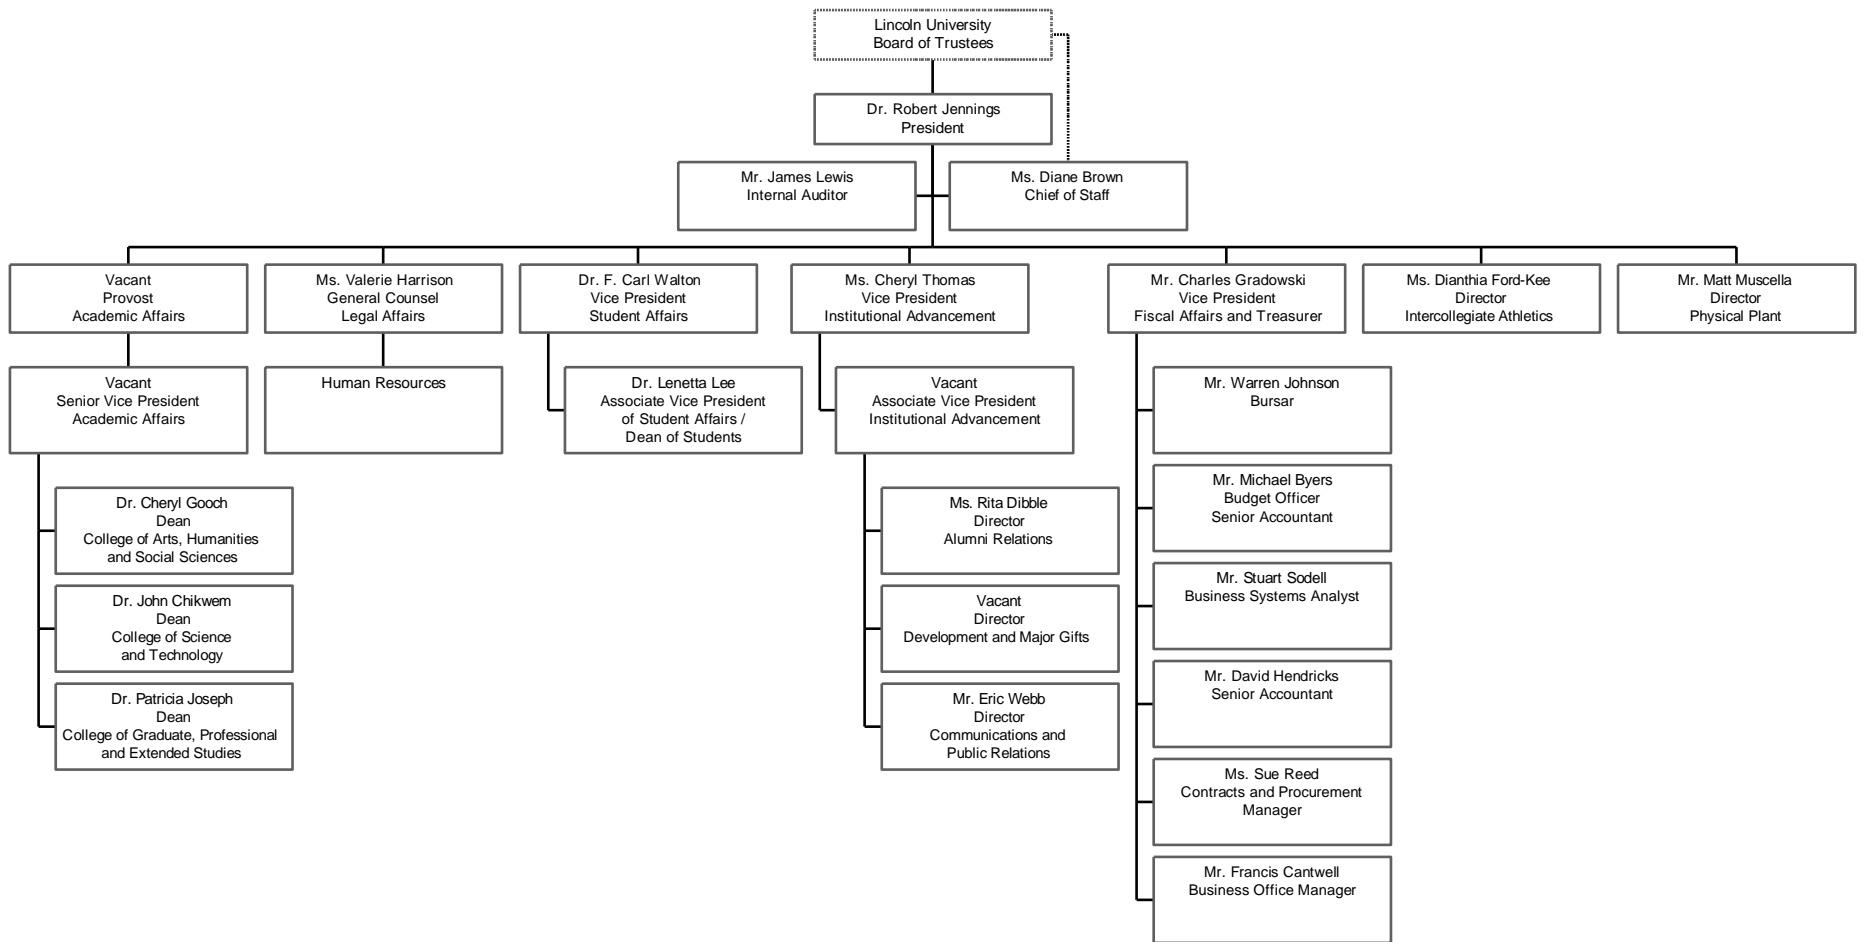 Lincoln University
Board of Trustees
Dr. Robert Jennings
President
Mr. James Lewis
Internal Auditor
Ms. Diane Brown
Chief of Staff
Vacant
Provost
Academic Affairs
Ms. Valerie Harrison
General Counsel
Legal Affairs
Dr. F. Carl Walton
Vice President
Student Affairs
Ms. Cheryl Thomas
Vice President
Institutional Advancement
Mr. Charles Gradowski
Vice President
Fiscal Affairs and Treasurer
Ms. Dianthia Ford-Kee
Director
Intercollegiate Athletics
Mr. Matt Muscella
Director
Physical Plant
Vacant
Senior Vice President
Academic Affairs
Human Resources
Dr. Lenetta Lee
Associate Vice President
of Student Affairs /
Dean of Students
Vacant
Associate Vice President
Institutional Advancement
Mr. Warren Johnson
Bursar
Dr. Cheryl Gooch
Dean
College of Arts, Humanities
and Social Sciences
Dr. John Chikwem
Dean
College of Science
and Technology
Dr. Patricia Joseph
Dean
College of Graduate, Professional
and Extended Studies
Ms. Rita Dibble
Director
Alumni Relations
Vacant
Director
Development and Major Gifts
Mr. Eric Webb
Director
Communications and
Public Relations
Mr. Michael Byers
Budget Officer
Senior Accountant
Mr. Stuart Sodell
Business Systems Analyst
Mr. David Hendricks
Senior Accountant
Ms. Sue Reed
Contracts and Procurement
Manager
Mr. Francis Cantwell
Business Office Manager